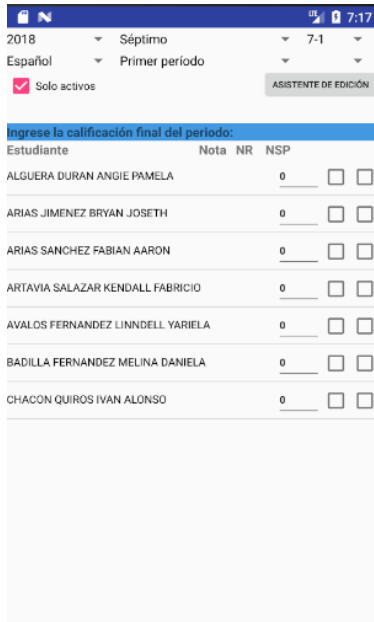 LTE 7:17
2018 Séptimo 7-1
Español Primer período
Solo activos ASISTENTE DE EDICIÓN
Ingrese la calificación final del periodo:
Estudiante Nota NR NSP
ALGUERA DURAN ANGIE PAMELA 0
ARIAS JIMENEZ BRYAN JOSETH 0
ARIAS SANCHEZ FABIAN AARON 0
ARTAVIA SALAZAR KENDALL FABRICIO 0
AVALOS FERNANDEZ LINNDELL YARIELA 0
BADILLA FERNANDEZ MELINA DANIELA 0
CHACON QUIROS IVAN ALONSO 0